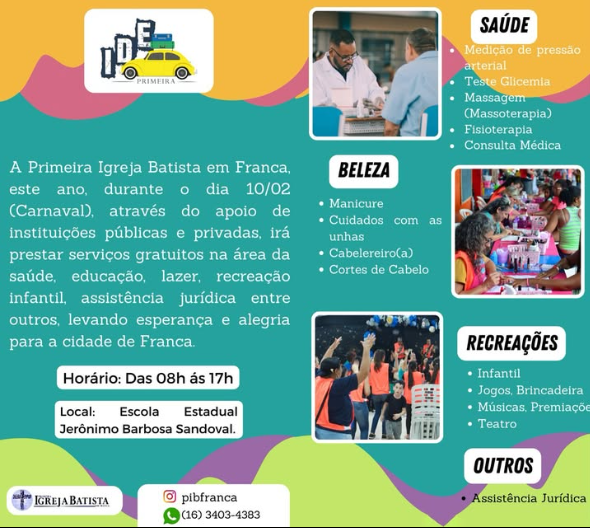 IDE
PRIMEIRA
A Primeira Igreja Batista em Franca,
este ano, durante o dia 10/02
(Carnaval), através do apoio de
instituições públicas e privadas, irá
prestar serviços gratuitos na área da
saúde, educação, lazer, recreação
infantil, assistência jurídica entre
outros, levando esperança e alegria
para a cidade de Franca.
Horário: Das 08h ás 17h
Local: Escola Estadual
Jerônimo Barbosa Sandoval.
IGREJA BATISTA
pibfranca
(16) 3403-4383
SAÚDE
• Medição de pressão
arterial
• Teste Glicemia
• Massagem
(Massoterapia)
• Fisioterapia
• Consulta Médica
BELEZA
• Manicure
• Cuidados com as
unhas
• Cabelereiro(a)
• Cortes de Cabelo
RECREAÇÕES
• Infantil
• Jogos, Brincadeira
• Músicas, Premiaçõe
• Teatro
OUTROS
• Assistência Jurídica